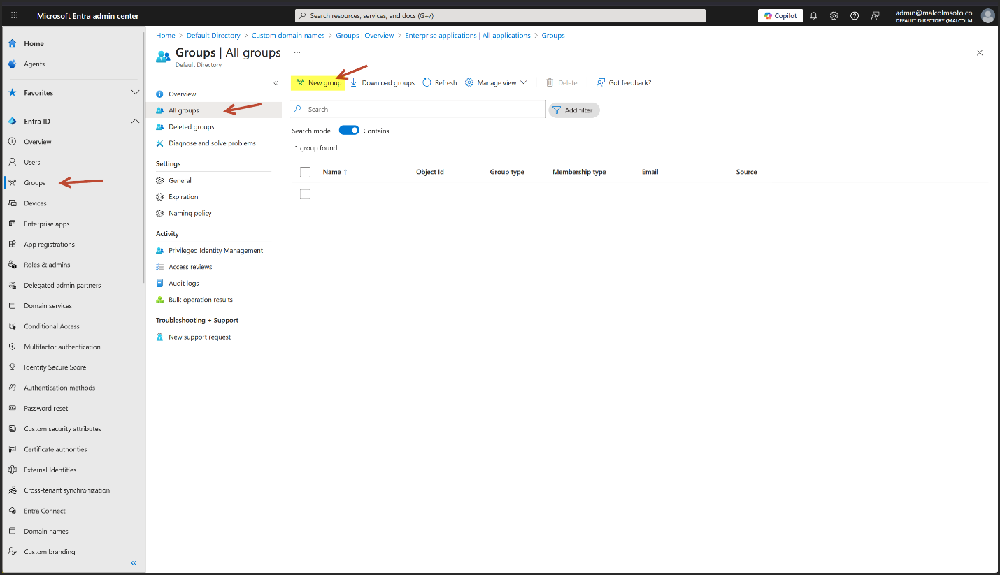 Microsoft Entra admin center
Search resources, services, and docs (G+/)
Copilot
admin@malcolmsoto.co...
DEFAULT DIRECTORY (MALCOLM...
Home
Agents
Favorites
Entra ID
Overview
Users
Groups
Devices
Enterprise apps
App registrations
Roles & admins
Delegated admin partners
Domain services
Conditional Access
Multifactor authentication
Identity Secure Score
Authentication methods
Password reset
Custom security attributes
Certificate authorities
External Identities
Cross-tenant synchronization
Entra Connect
Domain names
Custom branding
Home > Default Directory > Custom domain names > Groups | Overview > Enterprise applications | All applications > Groups
Groups | All groups ...
Default Directory
Overview
All groups
Deleted groups
Diagnose and solve problems
Settings
General
Expiration
Naming policy
Activity
Privileged Identity Management
Access reviews
Audit logs
Bulk operation results
Troubleshooting + Support
New support request
New group Download groups Refresh Manage view Delete Got feedback?
Search Add filter
Search mode Contains
1 group found
Name ↑ Object Id Group type Membership type Email Source